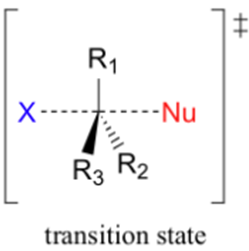 ‡
R1
X Nu
R3 R2
transition state